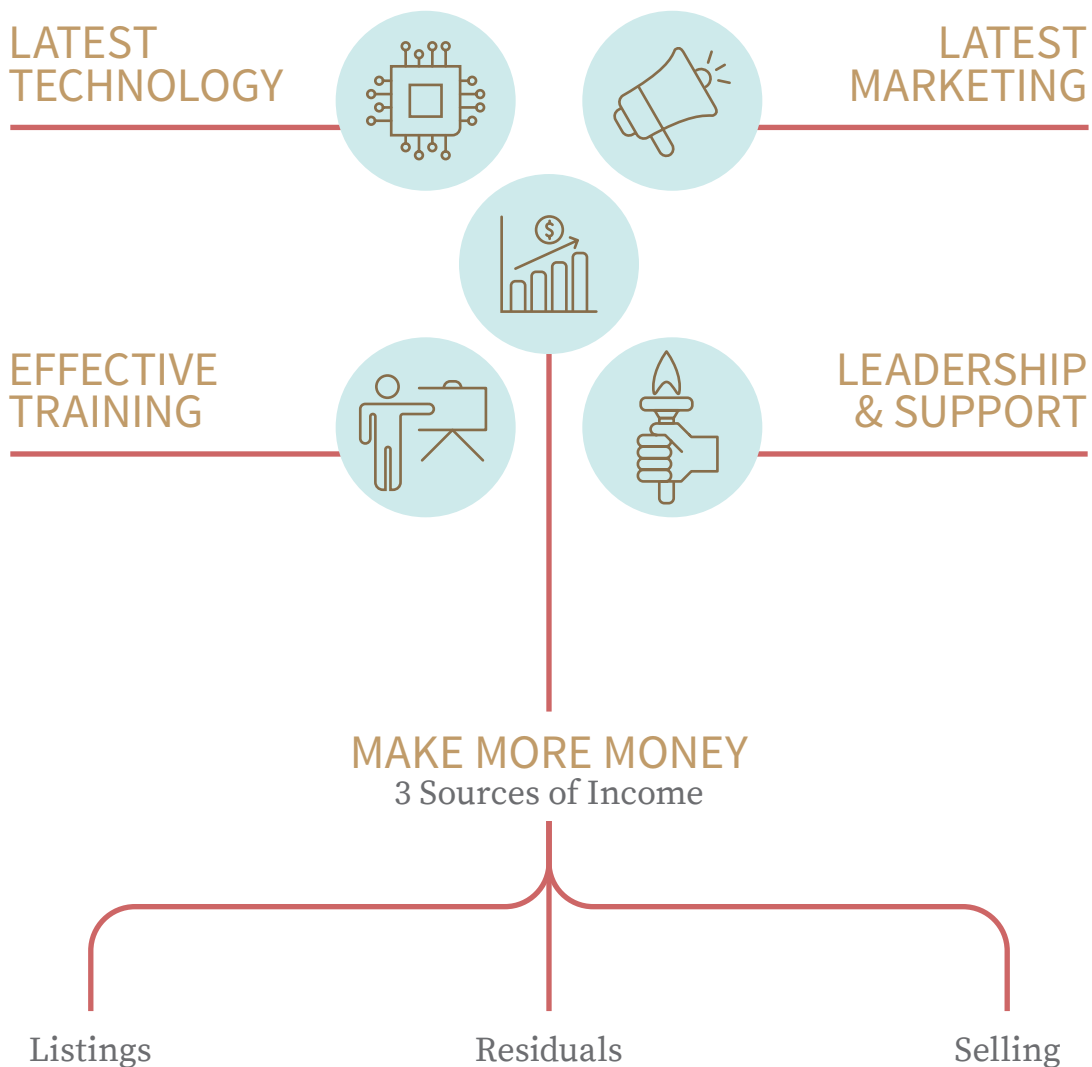 LATEST
TECHNOLOGY
LATEST
MARKETING
$
EFFECTIVE
TRAINING
LEADERSHIP
& SUPPORT
MAKE MORE MONEY
3 Sources of Income
Listings
Residuals
Selling